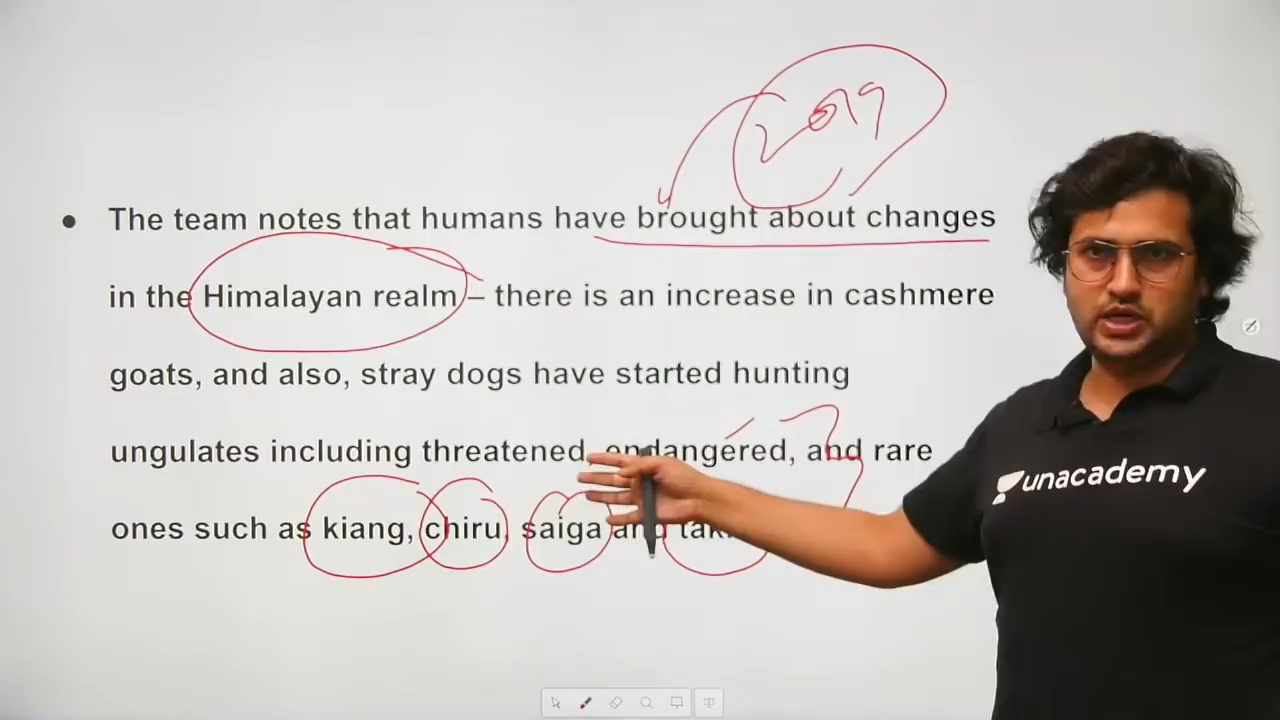 2019
The team notes that humans have brought about changes
in the Himalayan realm – there is an increase in cashmere
goats, and also, stray dogs have started hunting
ungulates including threatened, endangered, and rare
ones such as kiang, chiru, saiga and
unacademy